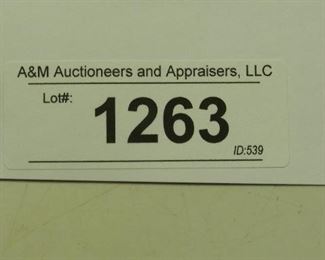 A&M Auctioneers and Appraisers, LLC
Lot#:
1263
ID:539